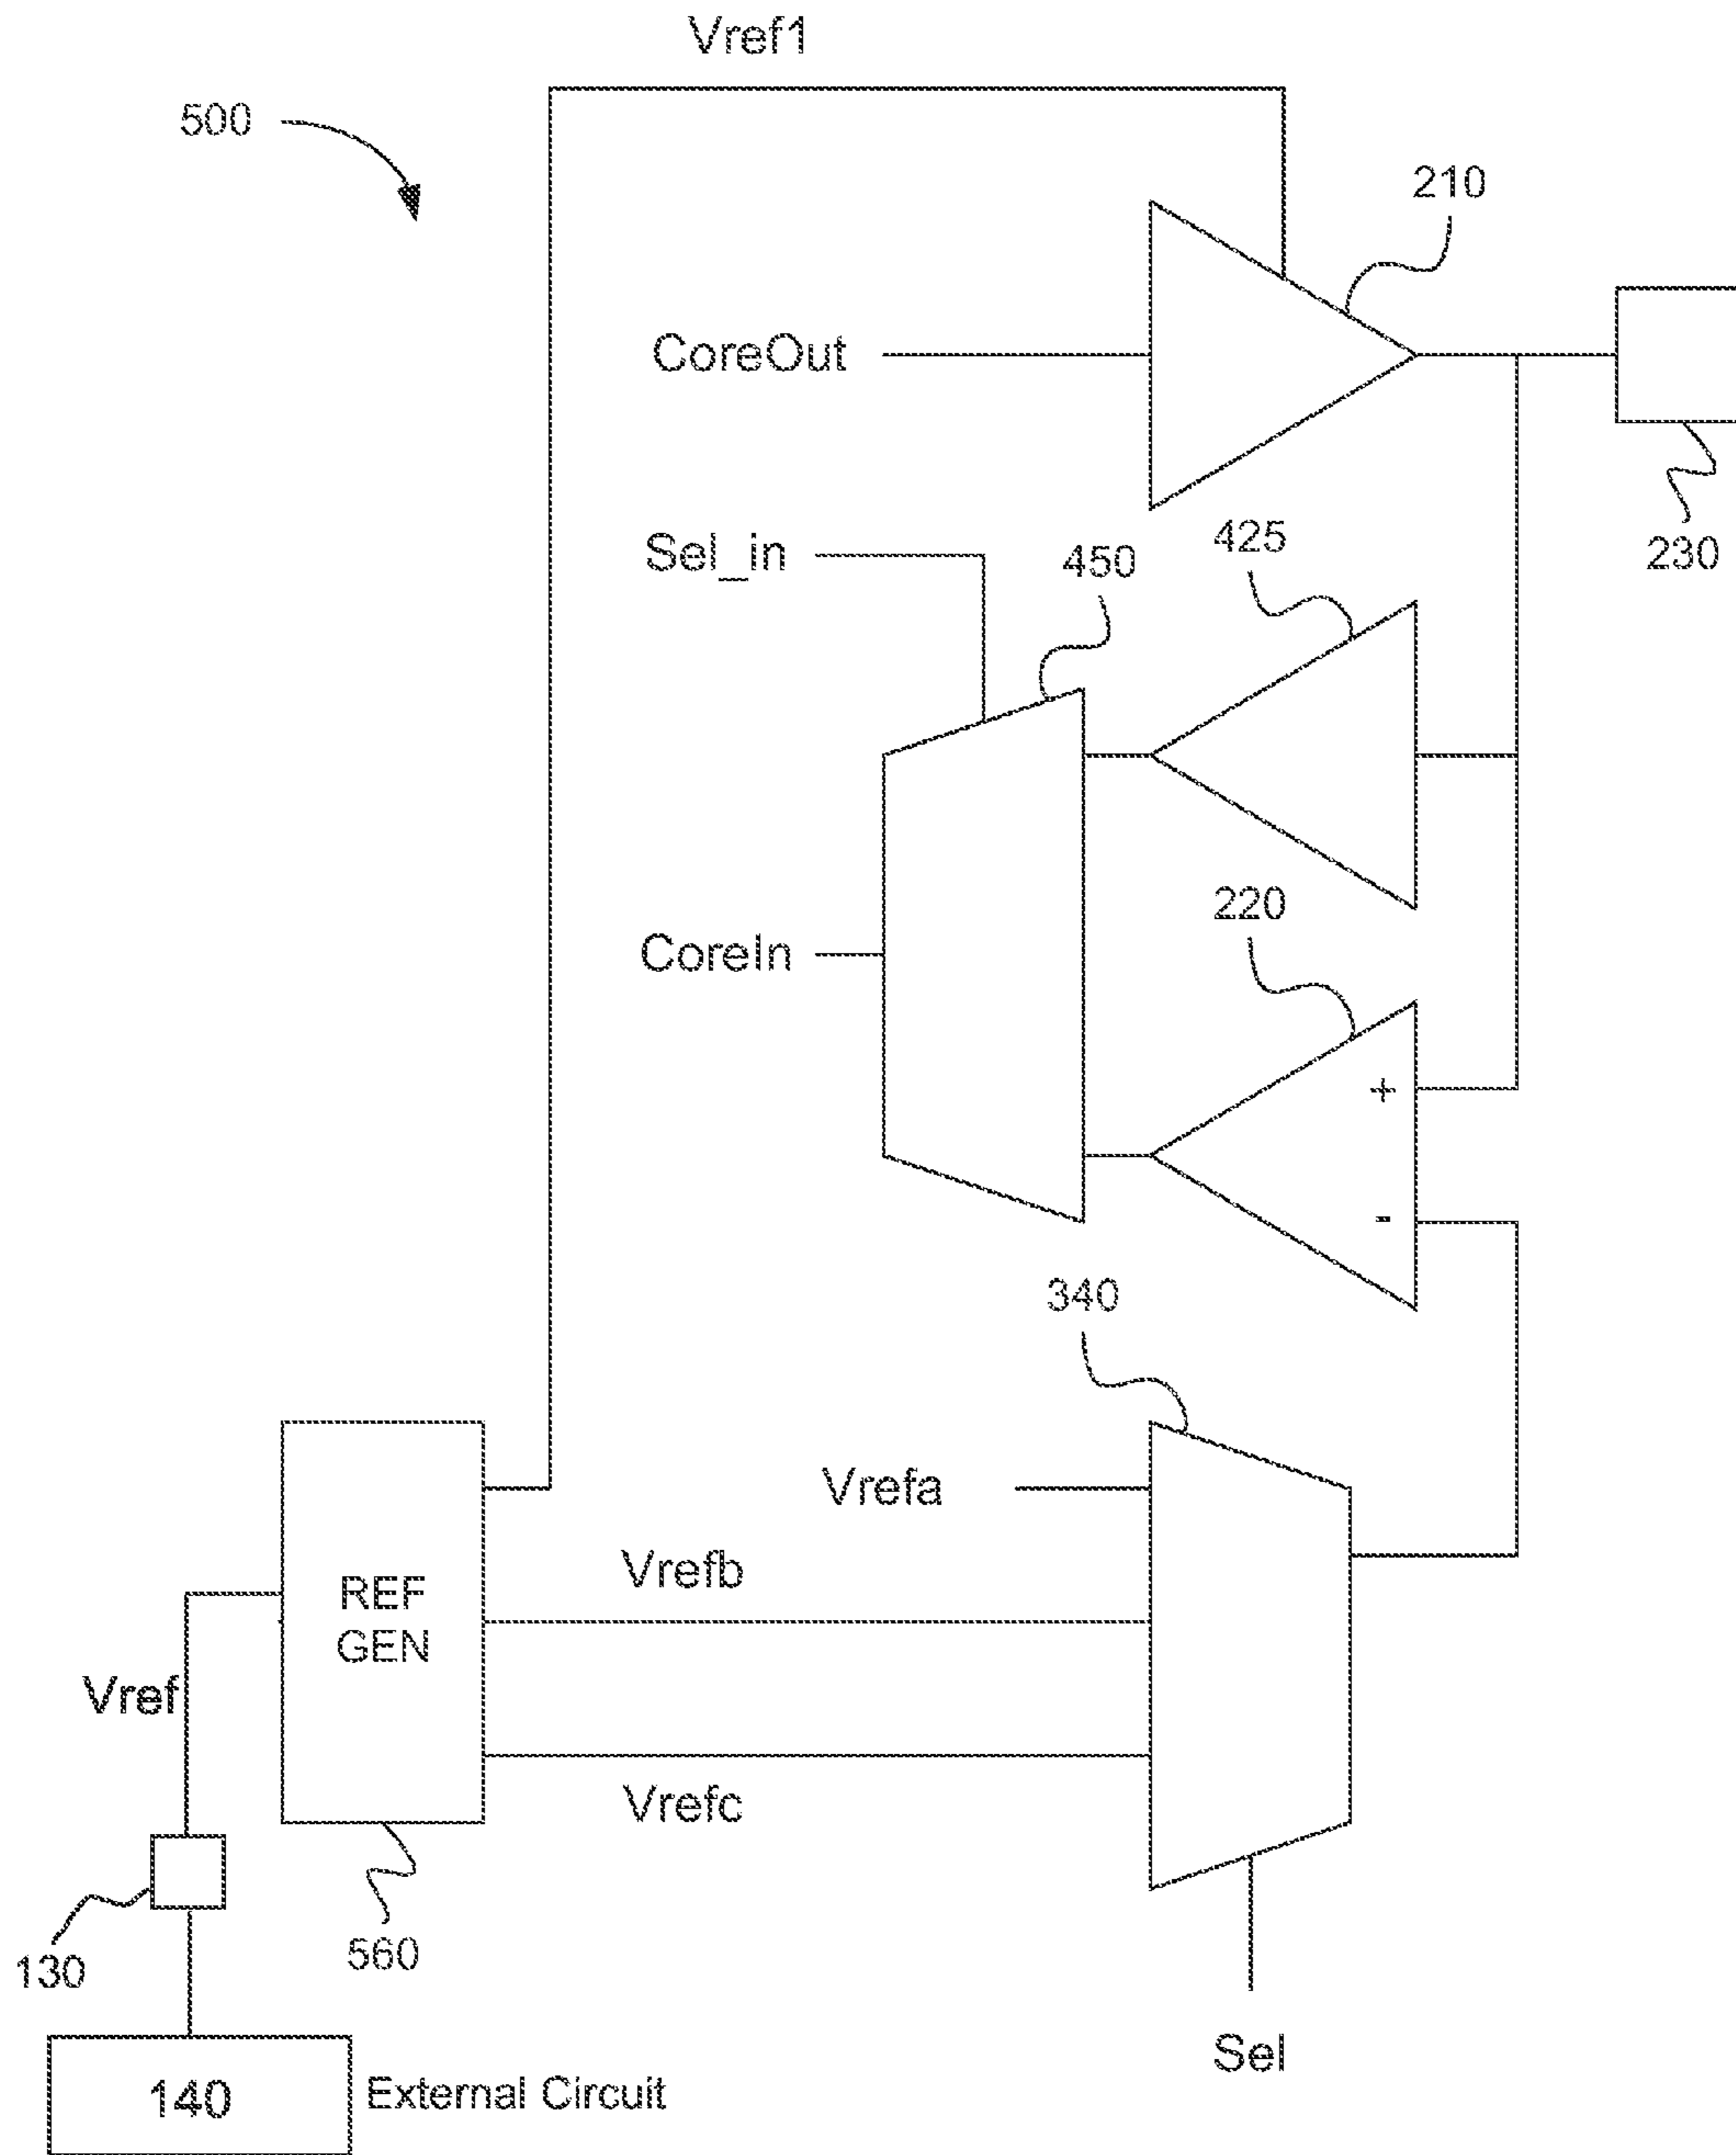 Vref1
500
210
CoreOut
230
Sel_in
450
425
CoreIn
220
+
-
340
Vrefa
Vrefb
REF
GEN
Vref
Vrefc
130
560
Sel
140
External Circuit